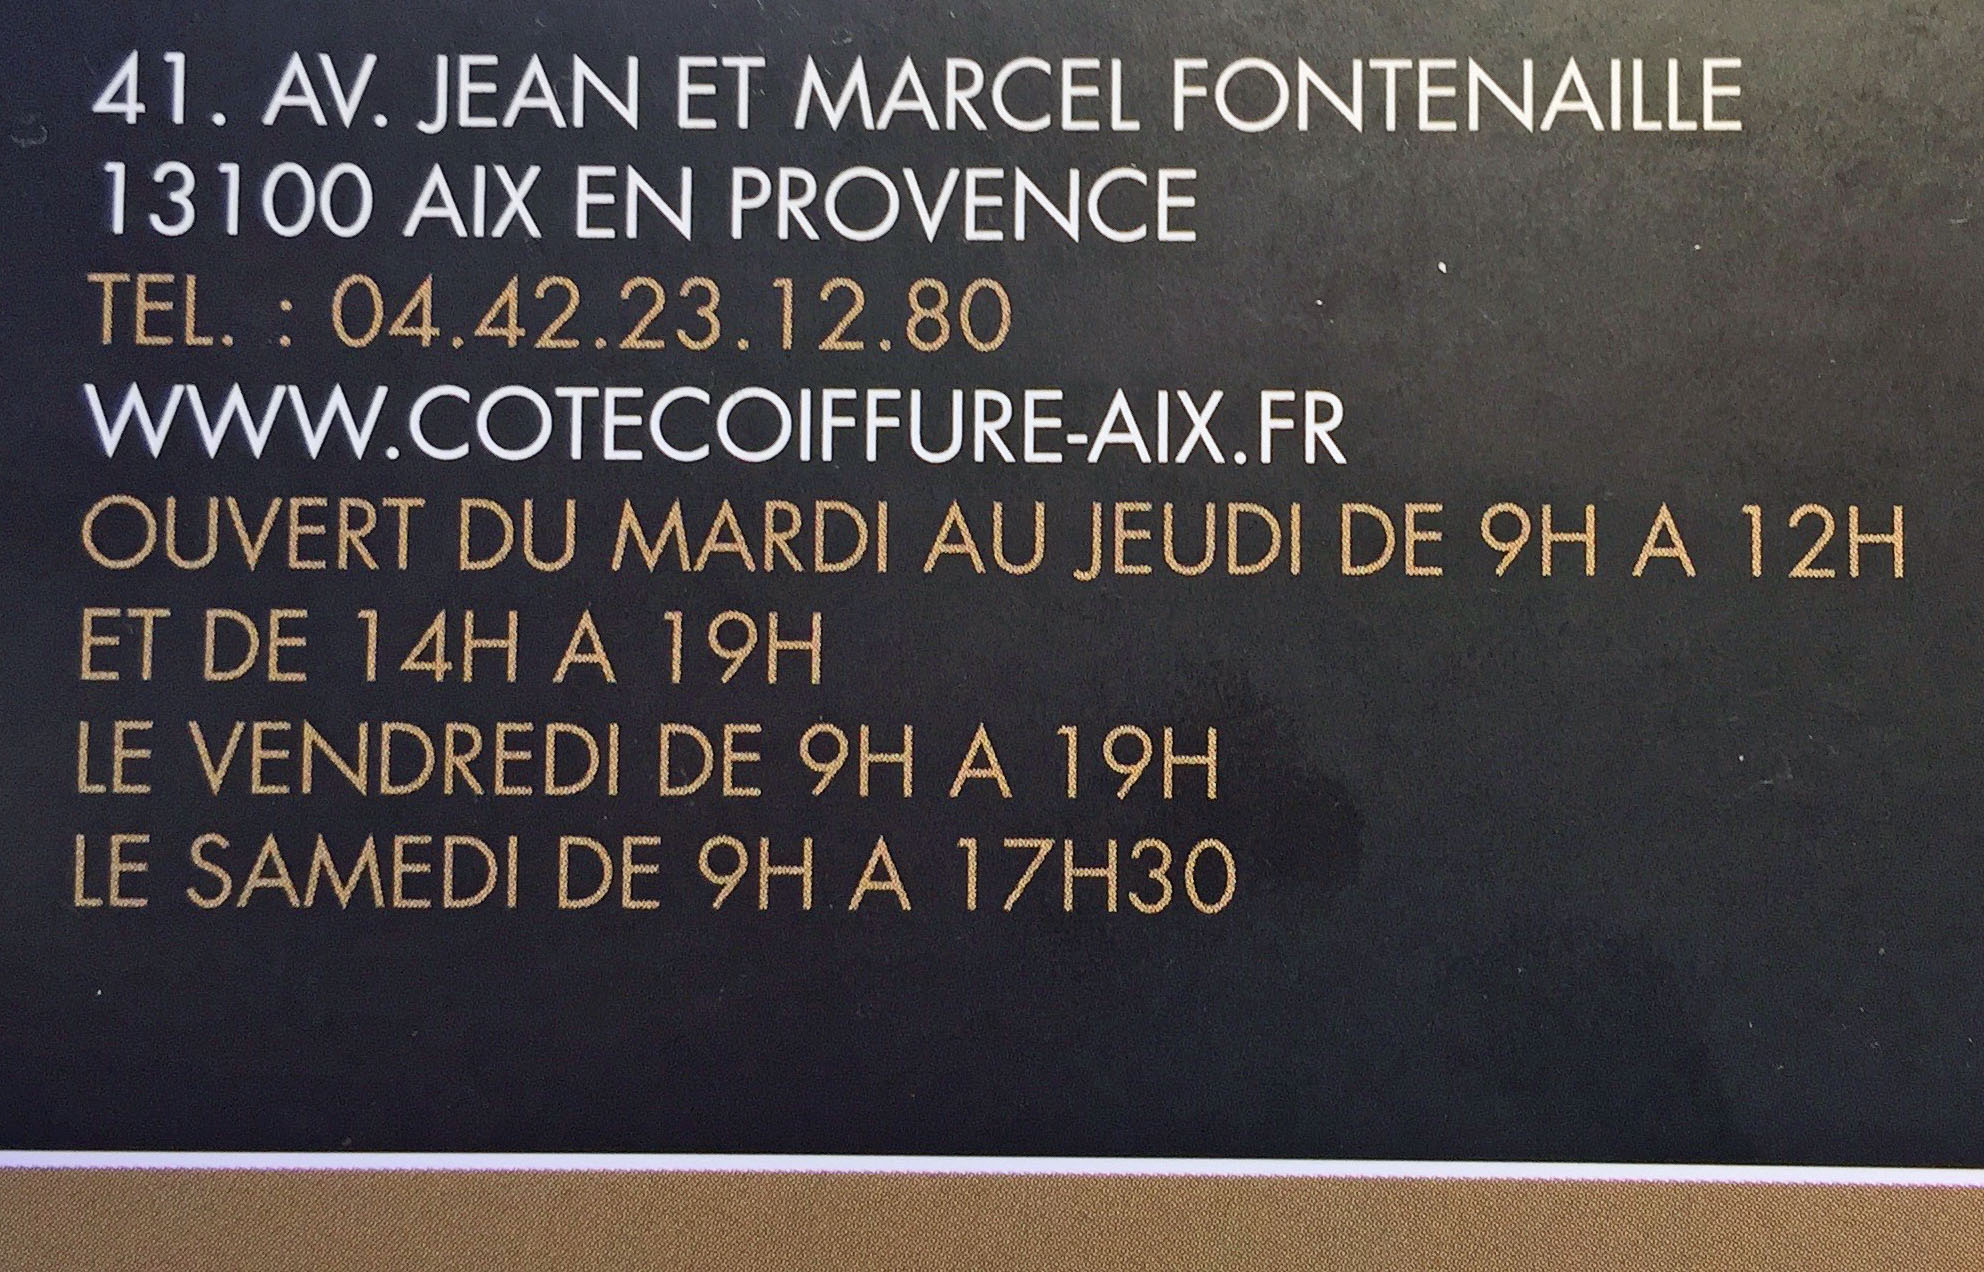 41. AV. JEAN ET MARCEL FONTENAILLE
13100 AIX EN PROVENCE
TEL. : 04.42.23.12.80
WWW.COTECOIFFURE-AIX.FR
OUVERT DU MARDI AU JEUDI DE 9H A 12H
ET DE 14H A 19H
LE VENDREDI DE 9H A 19H
LE SAMEDI DE 9H A 17H30